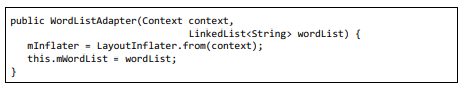 public WordListAdapter(Context context,
                              LinkedList<String> wordList) {
   mInflater = LayoutInflater.from(context);
   this.mWordList = wordList;
}